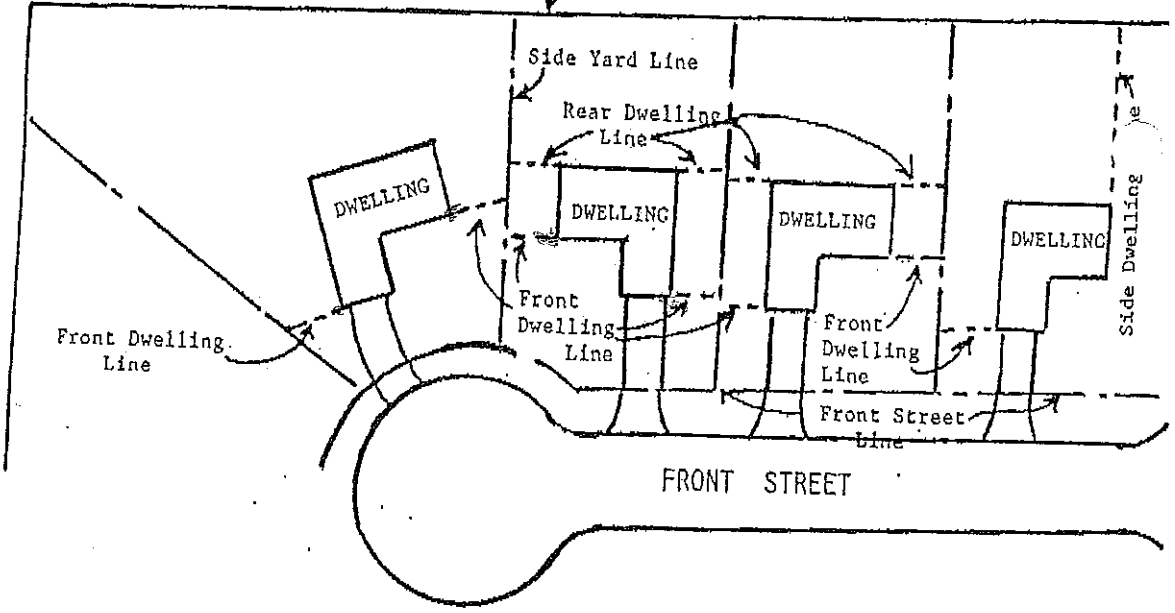 Side Yard Line
Rear Dwelling
Line
DWELLING
DWELLING
DWELLING
DWELLING
Side Dwelling
Front Dwelling
Line
Front
Dwelling
Line
Front
Dwelling
Line
Front Street
Line
FRONT STREET